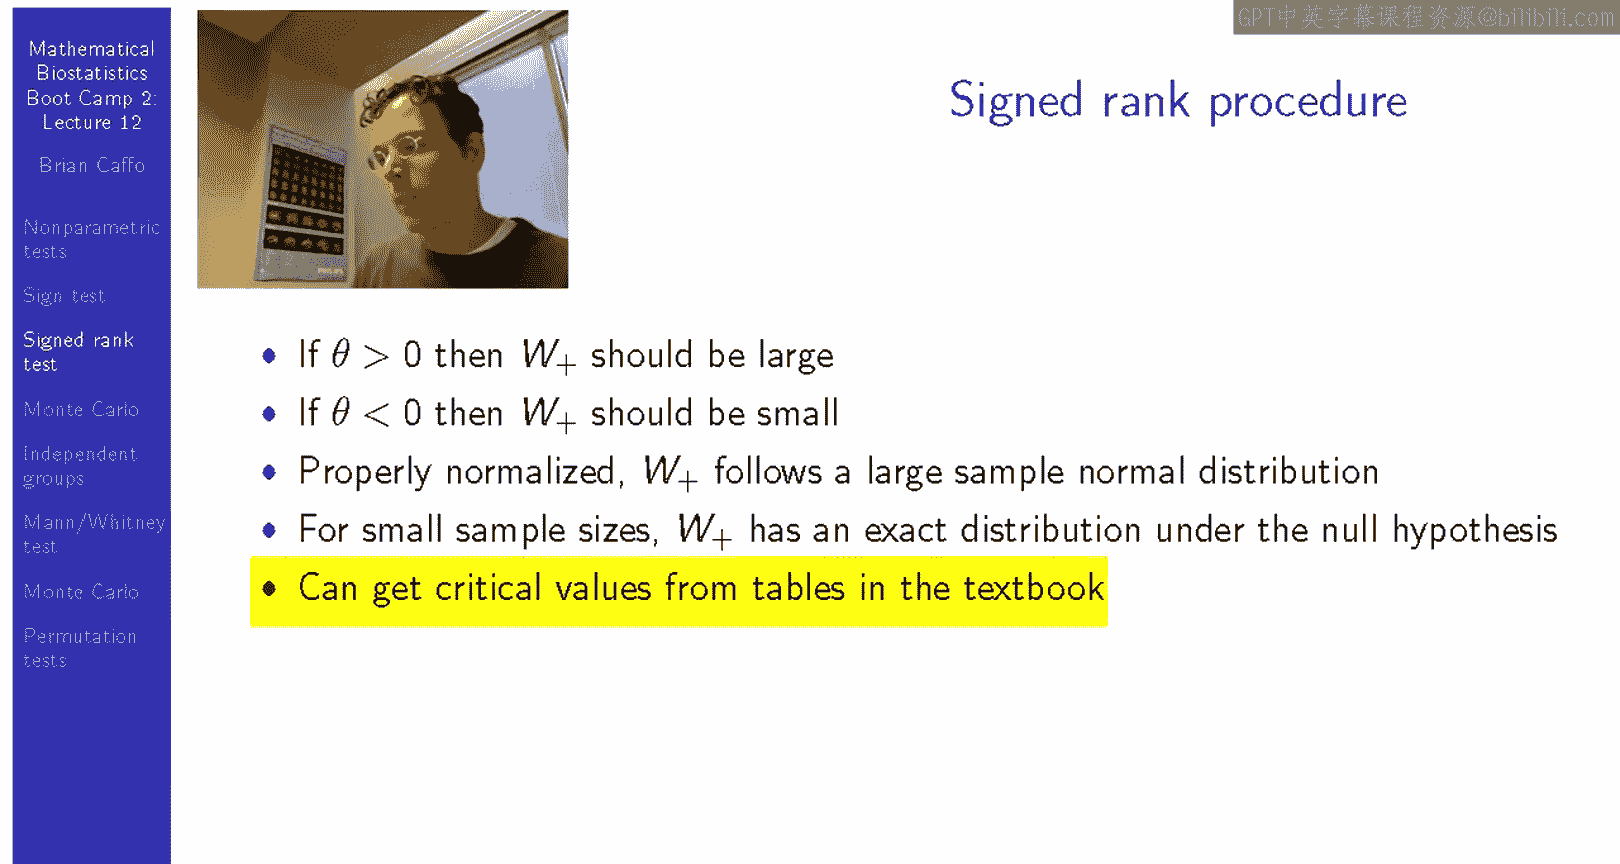 GPT中英字幕课程资源@bilibili.com
Mathematical
Biostatistics
Boot Camp 2:
Lecture 12
Brian Caffo
Nonparametric
tests
Sign test
Signed rank
test
Monte Carlo
Independent
groups
Mann/Whitney
test
Monte Carlo
Permutation
tests
PHILIPS
Signed rank procedure
• If θ > 0 then W₊ should be large
• If θ < 0 then W₊ should be small
• Properly normalized, W₊ follows a large sample normal distribution
• For small sample sizes, W₊ has an exact distribution under the null hypothesis
• Can get critical values from tables in the textbook